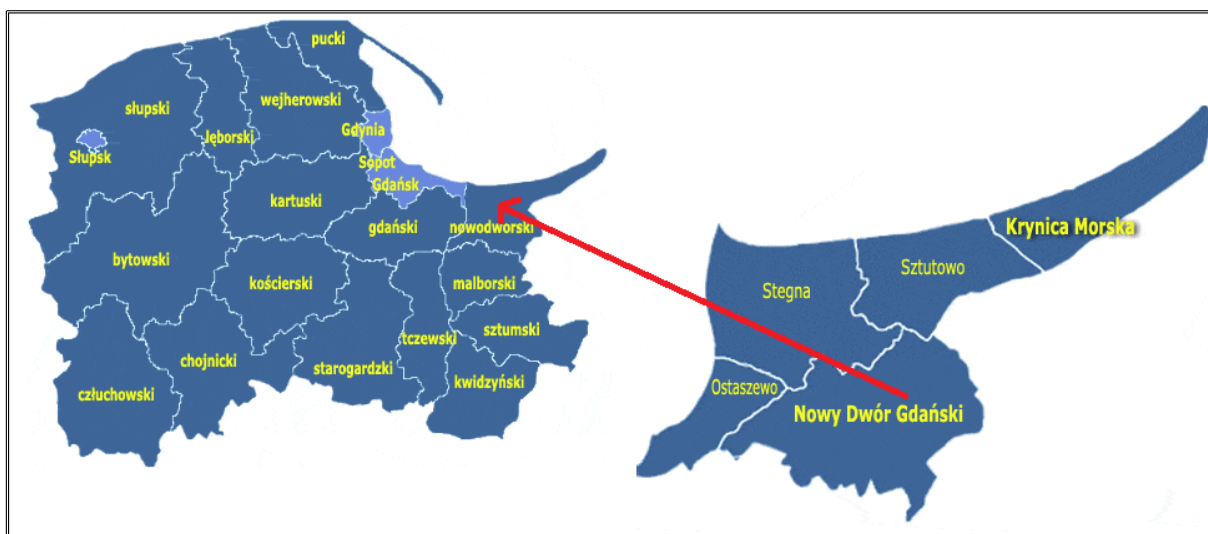 pucki
słupski
wejherowski
lęborski
Gdynia
Słupsk
Sopot
Gdańsk
kartuski
gdański
nowodworski
bytowski
kościerski
malborski
sztumski
tczewski
chojnicki
starogardzki
kwidzyński
człuchowski
Krynica Morska
Sztutowo
Stegna
Ostaszewo
Nowy Dwór Gdański